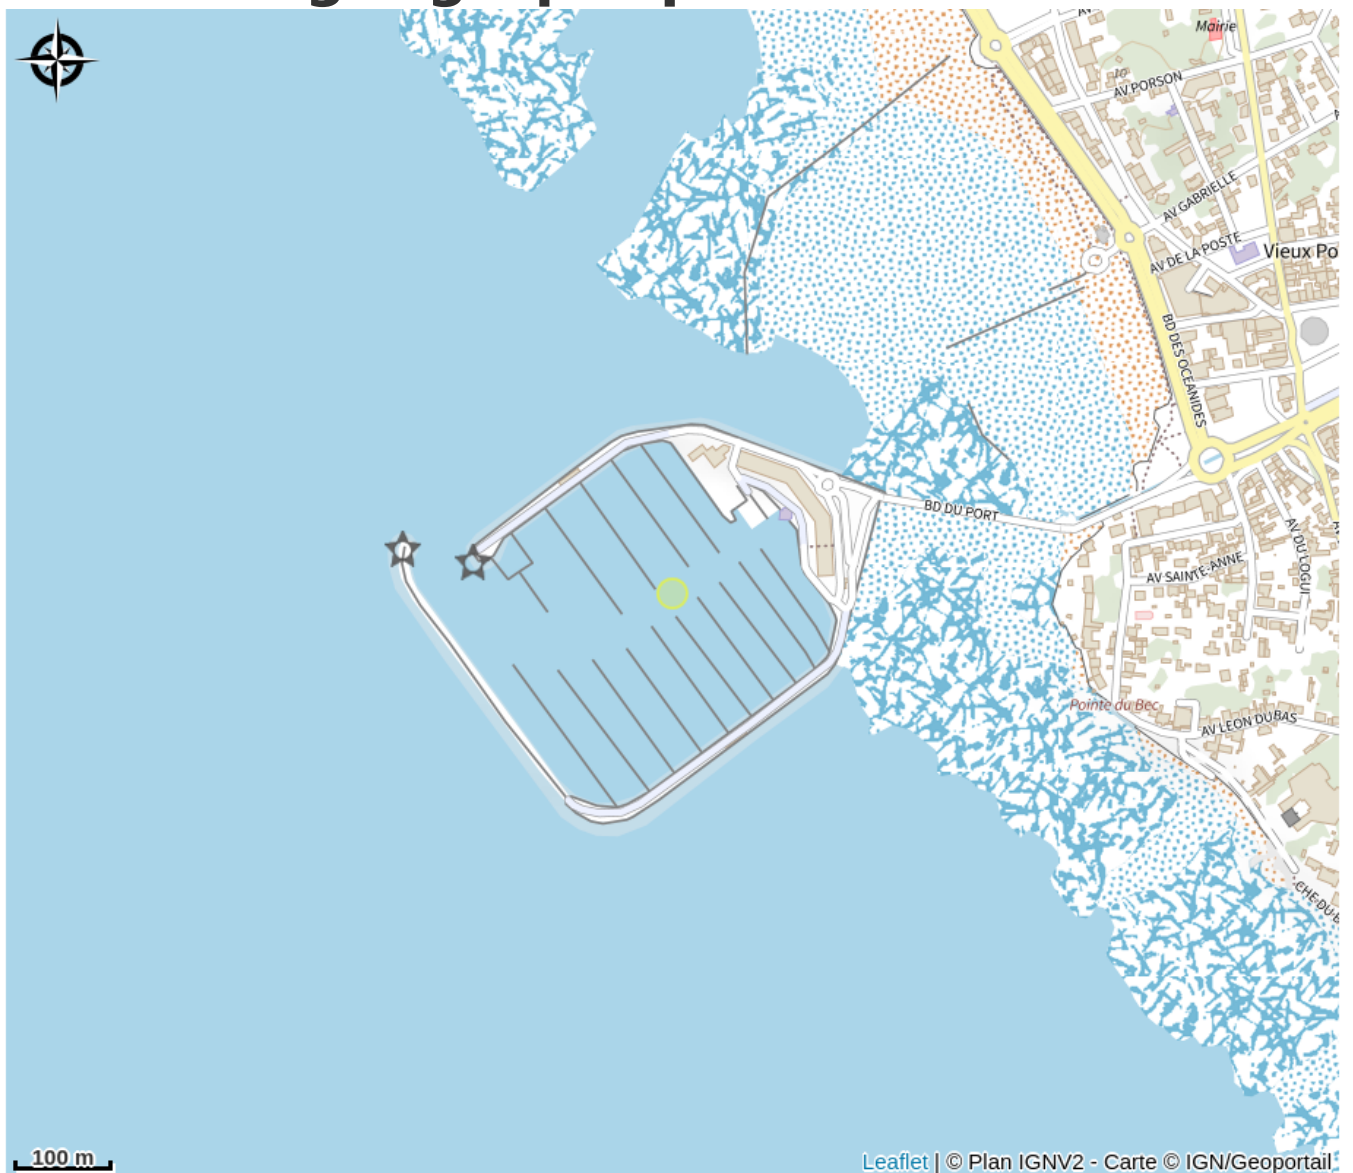 Mairie
AV PORSON
AV GABRIELLE
AV DE LA POSTE
Vieux Po
BD DES OCEANIDES
BD DU PORT
AV DU LOGUI
AV SAINTE-ANNE
Pointe du Bec
AV LEON DUBAS
CHE-DU-B
100 m
Leaflet | © Plan IGNV2 - Carte © IGN/Geoportail